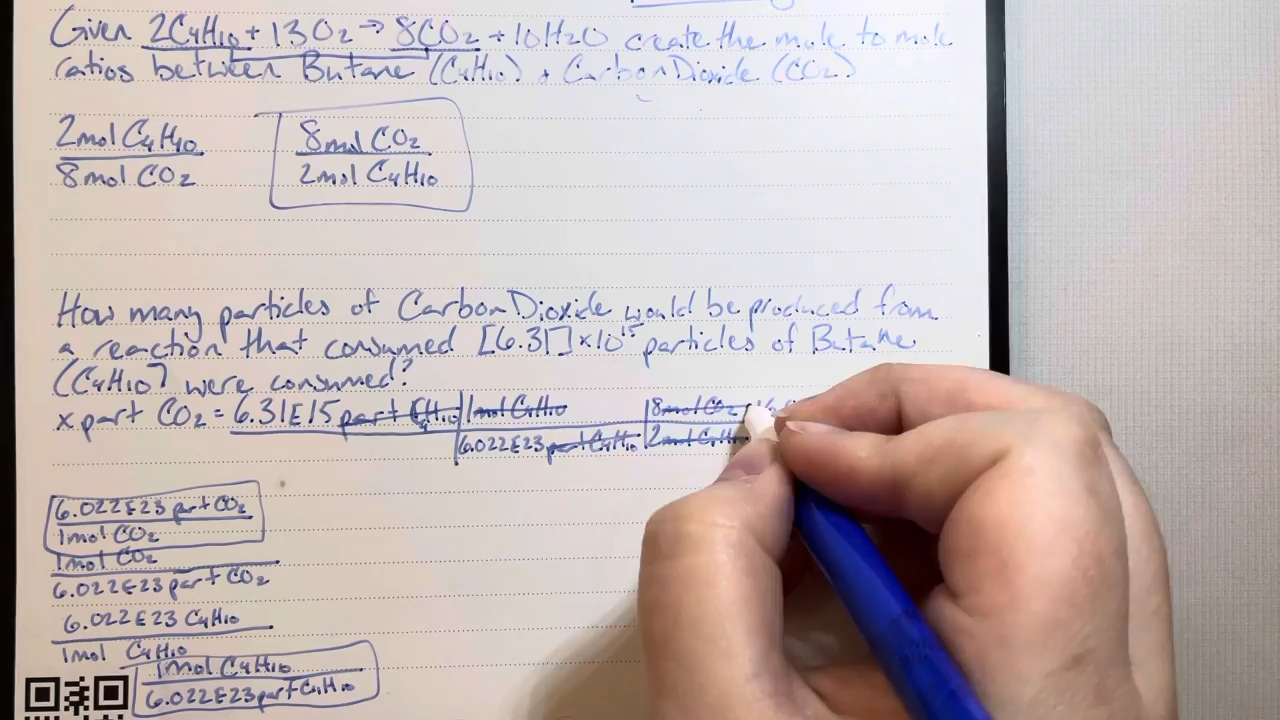 Given 2C4H10 + 13O2 → 8CO2 + 10H2O create the mole to mole
ratios between Butane (C4H10) + Carbon Dioxide (CO2)
2mol C4H10
8mol CO2
8mol CO2
2mol C4H10
How many particles of Carbon Dioxide would be produced from
a reaction that consumed [6.31] × 10^15 particles of Butane
(C4H10) were consumed?
x part CO2 = 6.31E15 part C4H10 | 1mol C4H10 | 8mol CO2
6.022E23 part C4H10 | 2mol C4H10
6.022E23 part CO2
1mol CO2
1mol CO2
6.022E23 part CO2
6.022E23 C4H10
1mol C4H10
1mol C4H10
6.022E23 part C4H10